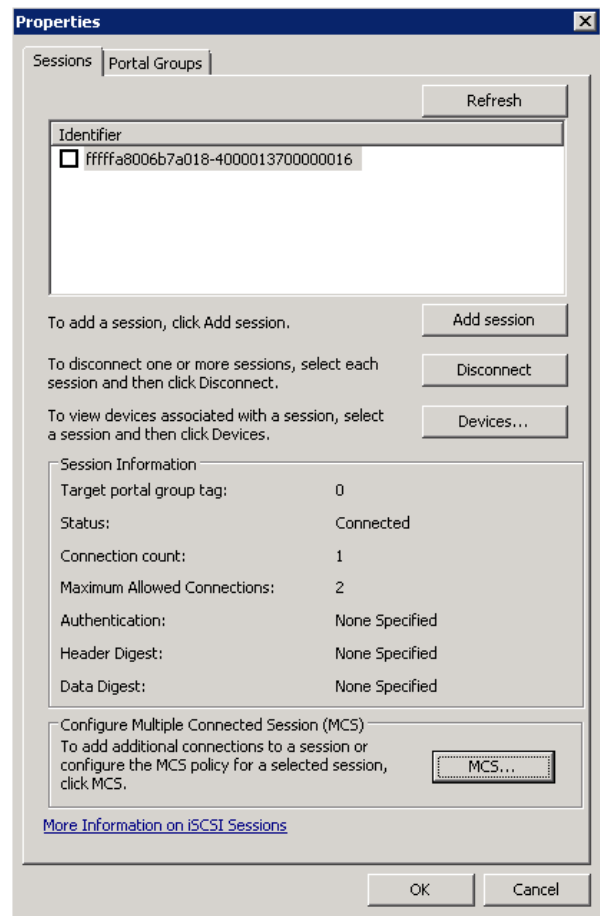 Properties
Sessions
Portal Groups
Refresh
Identifier
fffffa8006b7a018-4000013700000016
To add a session, click Add session.
Add session
To disconnect one or more sessions, select each
session and then click Disconnect.
Disconnect
To view devices associated with a session, select
a session and then click Devices.
Devices...
Session Information
Target portal group tag: 0
Status: Connected
Connection count: 1
Maximum Allowed Connections: 2
Authentication: None Specified
Header Digest: None Specified
Data Digest: None Specified
Configure Multiple Connected Session (MCS)
To add additional connections to a session or
configure the MCS policy for a selected session,
click MCS.
MCS...
More Information on iSCSI Sessions
OK
Cancel